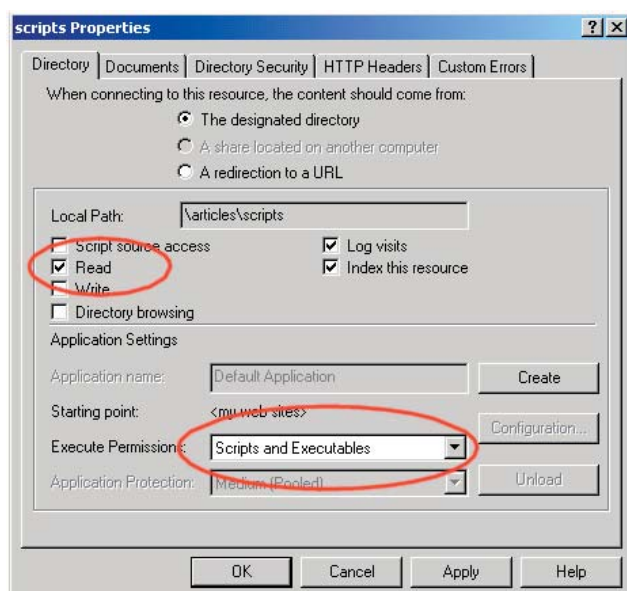 scripts Properties
Directory Documents Directory Security HTTP Headers Custom Errors
When connecting to this resource, the content should come from:
The designated directory
A share located on another computer
A redirection to a URL
Local Path: \articles\scripts
Script source access Log visits
Read Index this resource
Write
Directory browsing
Application Settings
Application name: Default Application Create
Starting point: <my web sites>
Configuration...
Execute Permissions: Scripts and Executables
Application Protection: Medium (Pooled) Unload
OK Cancel Apply Help